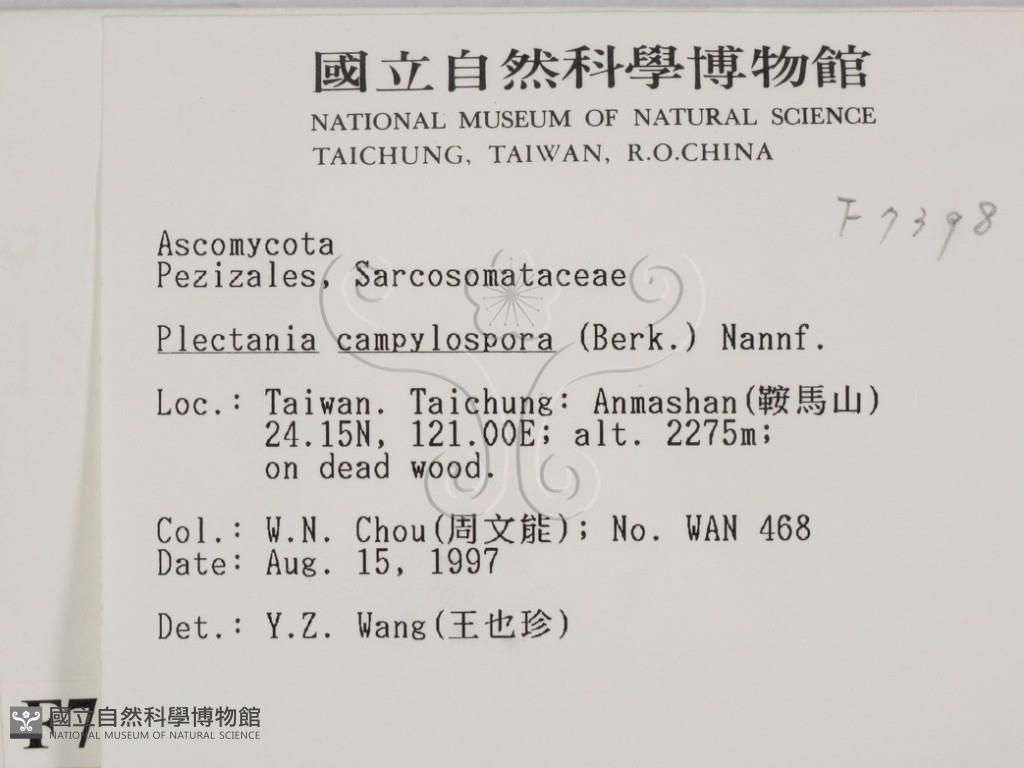 國立自然科學博物館
NATIONAL MUSEUM OF NATURAL SCIENCE
TAICHUNG, TAIWAN, R.O.CHINA
F7398
Ascomycota
Pezizales, Sarcosomataceae
Plectania campylospora (Berk.) Nannf.
Loc.: Taiwan. Taichung: Anmashan(鞍馬山)
24.15N, 121.00E; alt. 2275m;
on dead wood.
Col.: W.N. Chou(周文能); No. WAN 468
Date: Aug. 15, 1997
Det.: Y.Z. Wang(王也珍)
F7
國立自然科學博物館
NATIONAL MUSEUM OF NATURAL SCIENCE